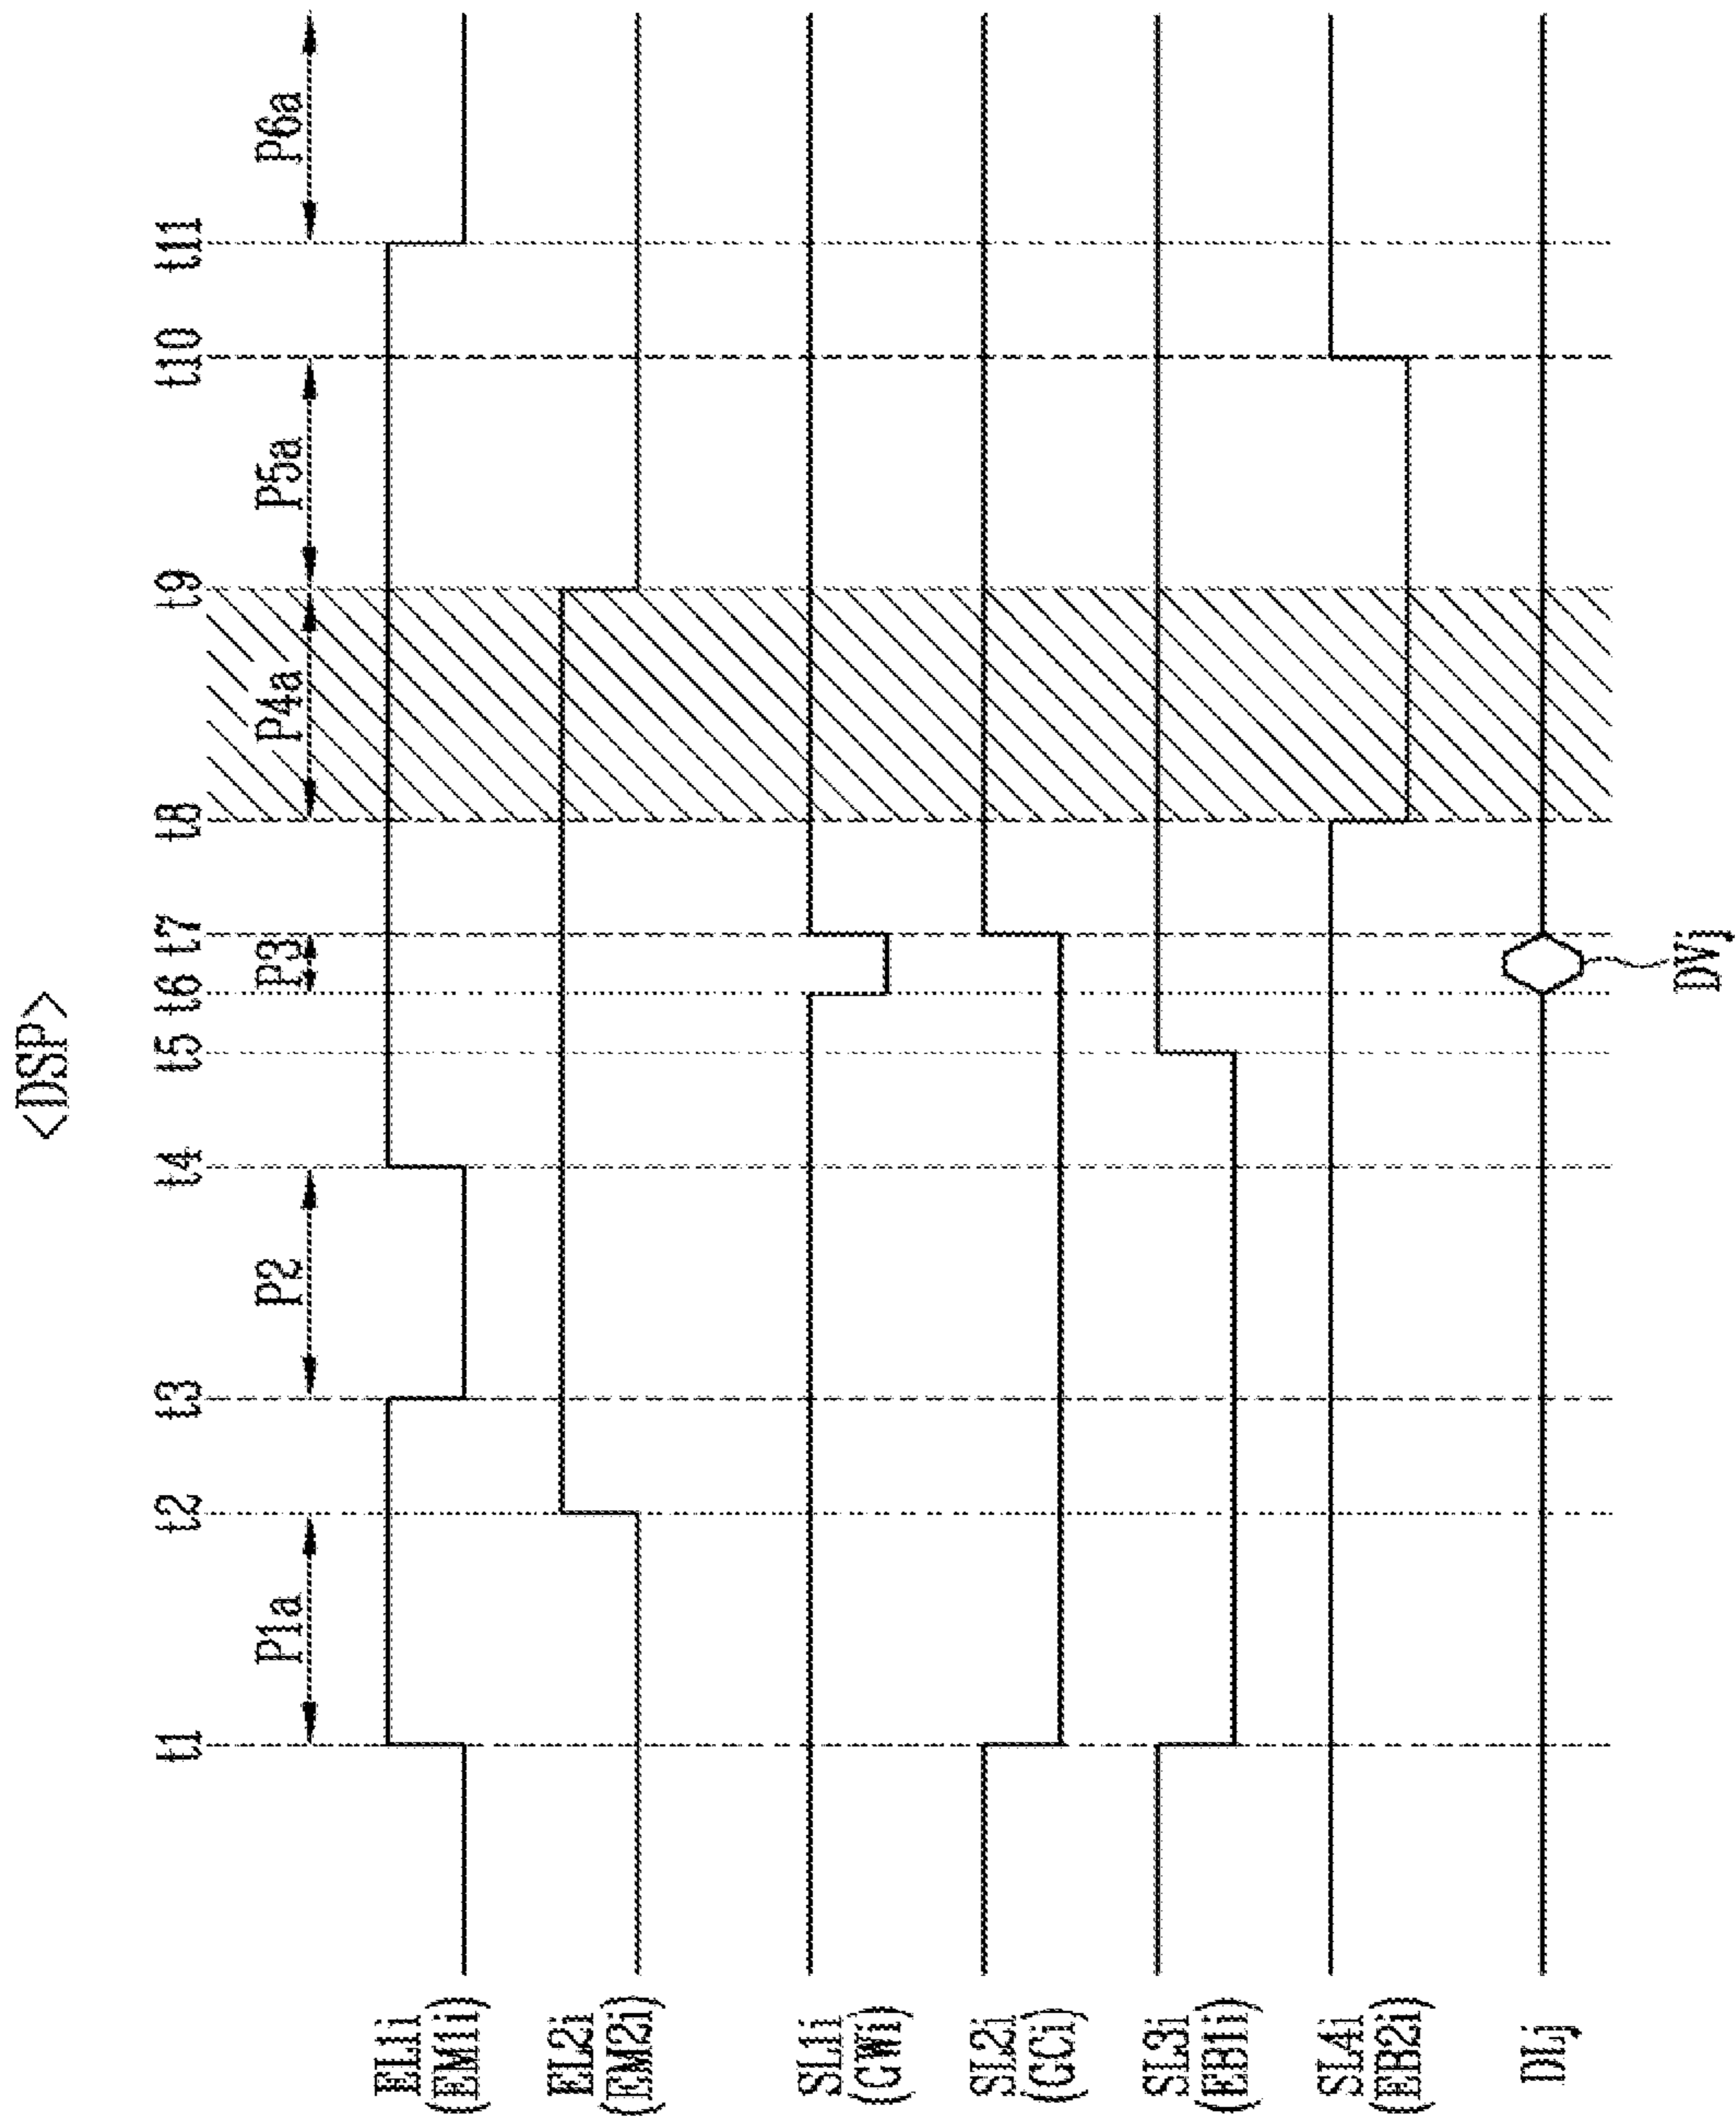 <DSP>
t1 t2 t3 t4 t5 t6 t7 t8 t9 t10 t11
P1a P2 P3 P4a P5a P6a
EL1i
(EM1i)
EL2i
(EM2i)
SL1i
(GWi)
SL2i
(GCi)
SL3i
(EB1i)
SL4i
(EB2i)
DLj
DVj